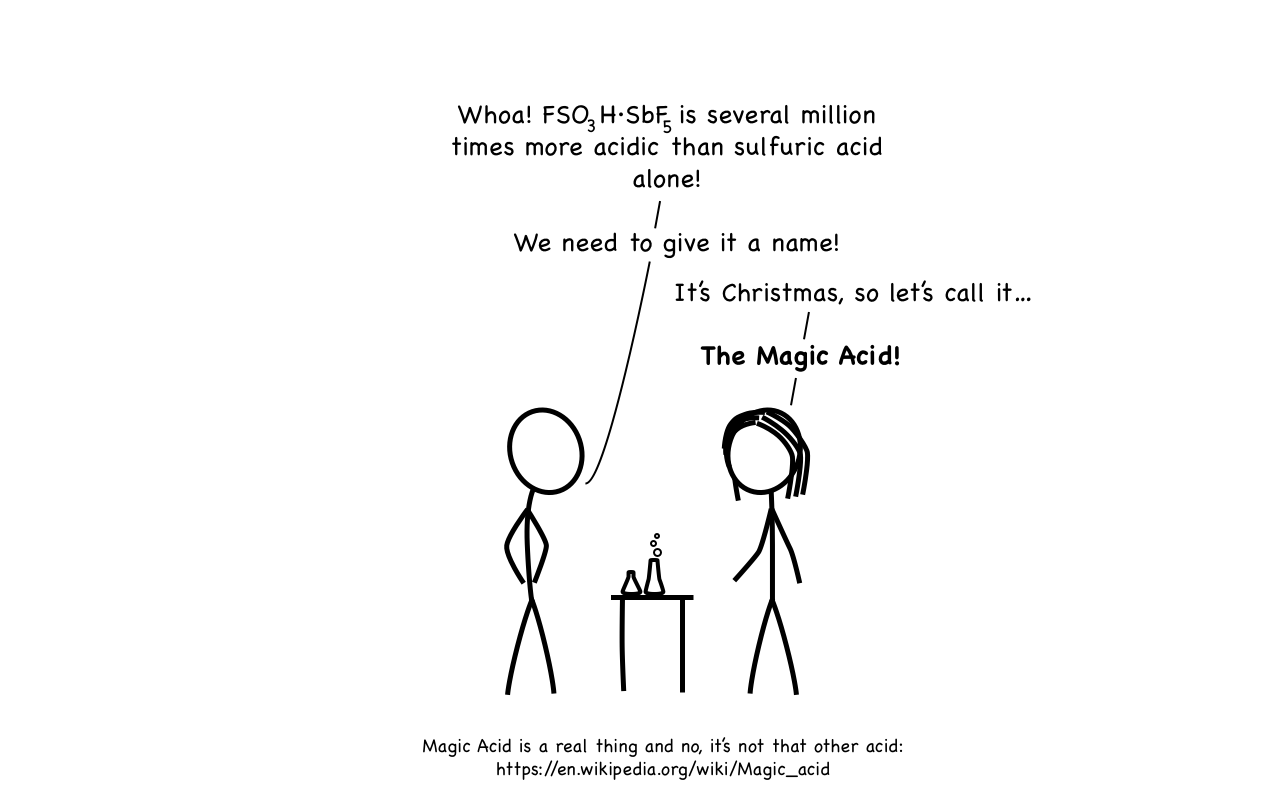 Whoa! FSO₃H·SbF₅ is several million
times more acidic than sulfuric acid
alone!
We need to give it a name!
It's Christmas, so let's call it...
The Magic Acid!
Magic Acid is a real thing and no, it's not that other acid:
https://en.wikipedia.org/wiki/Magic_acid